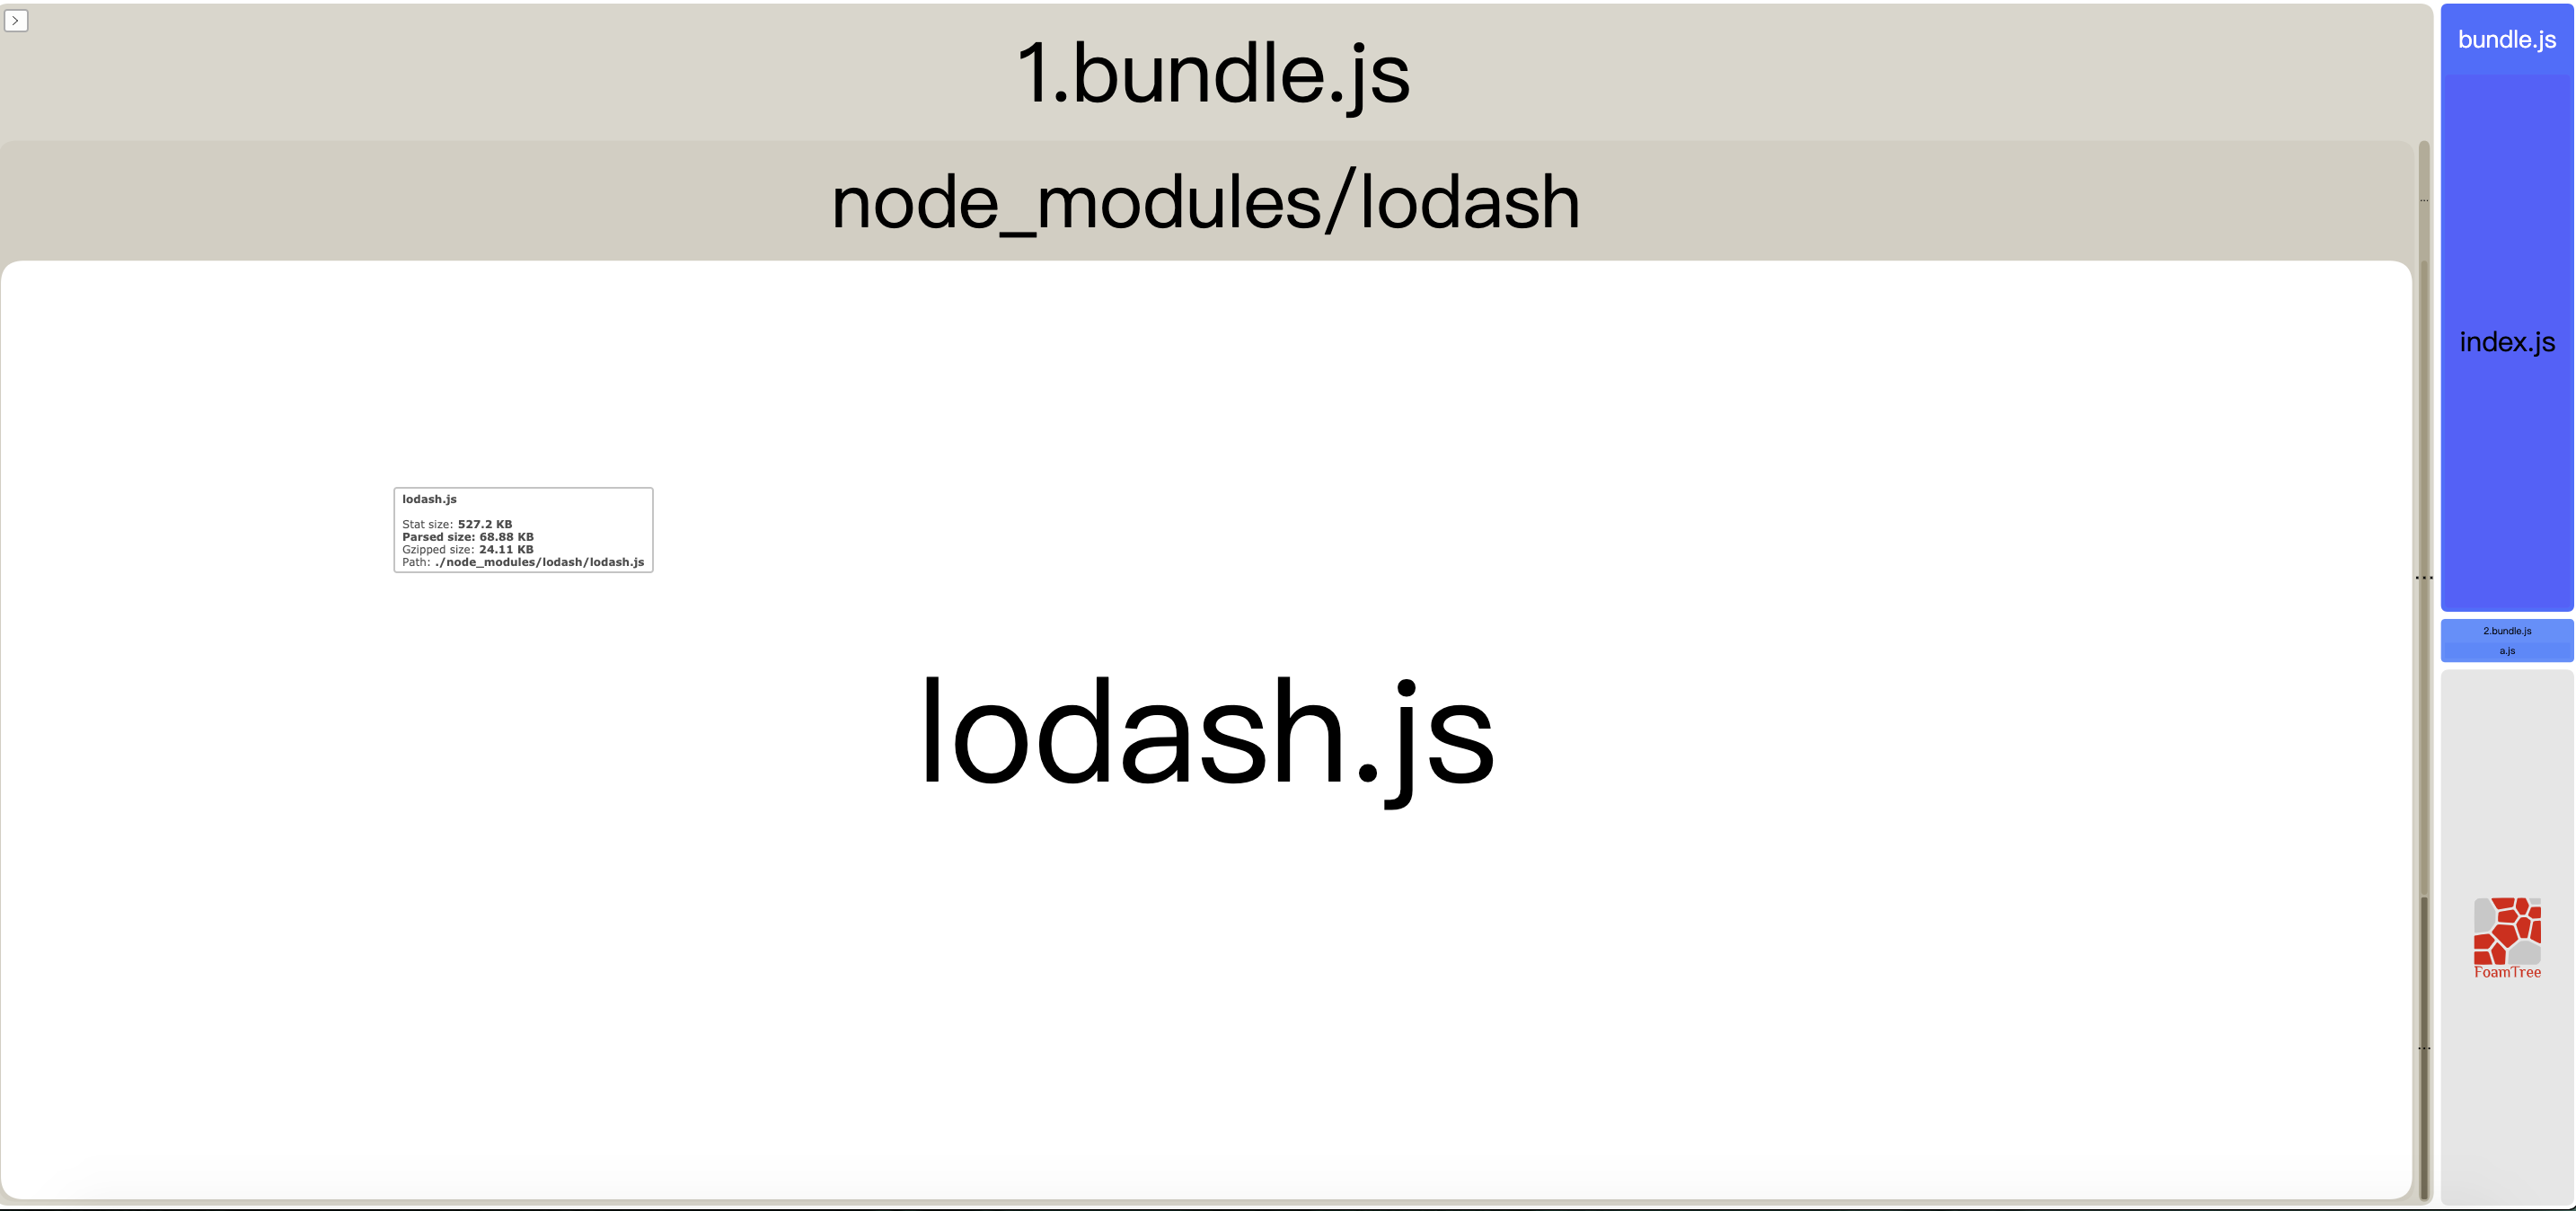 >
1.bundle.js
node_modules/lodash
lodash.js
Stat size: 527.2 KB
Parsed size: 68.88 KB
Gzipped size: 24.11 KB
Path: ./node_modules/lodash/lodash.js
lodash.js
...
...
...
bundle.js
index.js
2.bundle.js
a.js
FoamTree